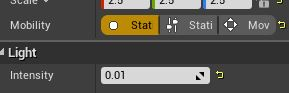 Scale 2.5 2.5 2.5
Mobility Stat Stati Mov
Light
Intensity 0.01